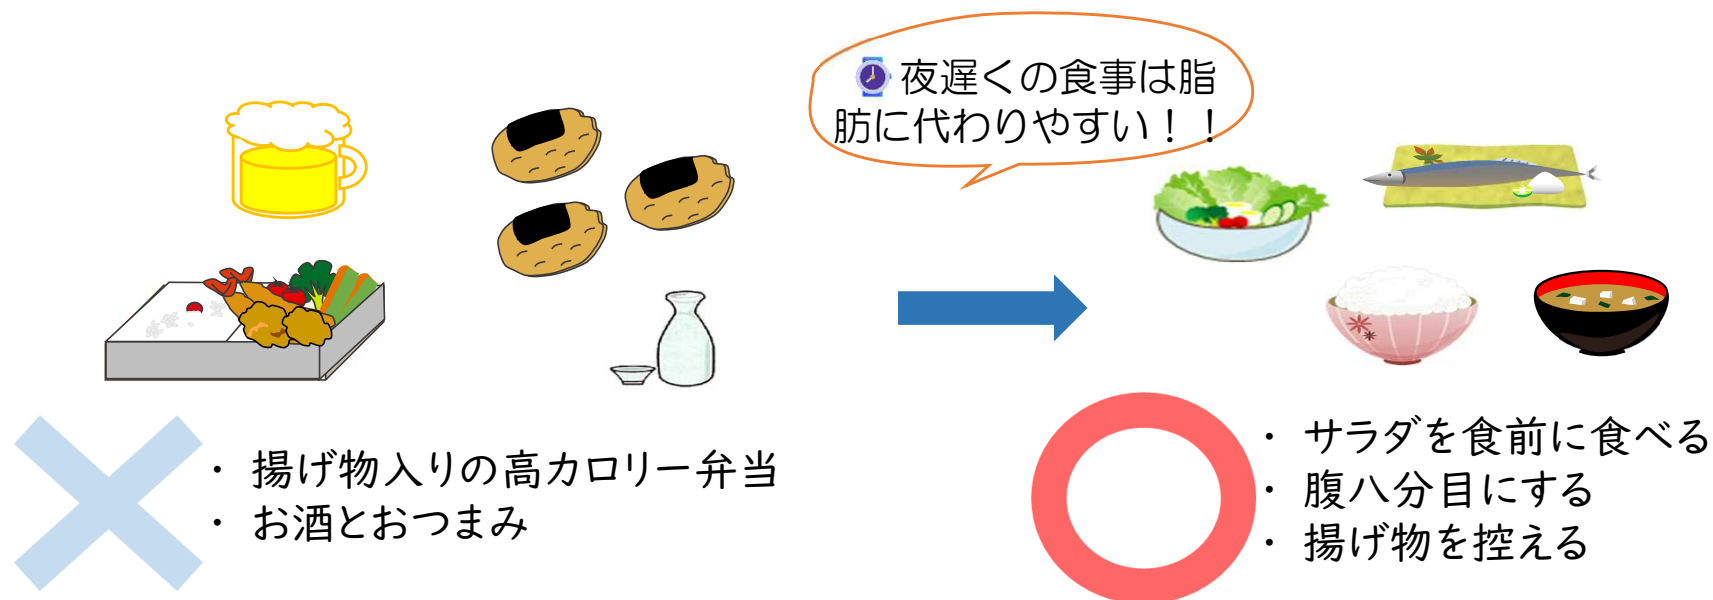 夜遅くの食事は脂
肪に代わりやすい！！
・ 揚げ物入りの高カロリー弁当
・ お酒とおつまみ
・ サラダを食前に食べる
・ 腹八分目にする
・ 揚げ物を控える